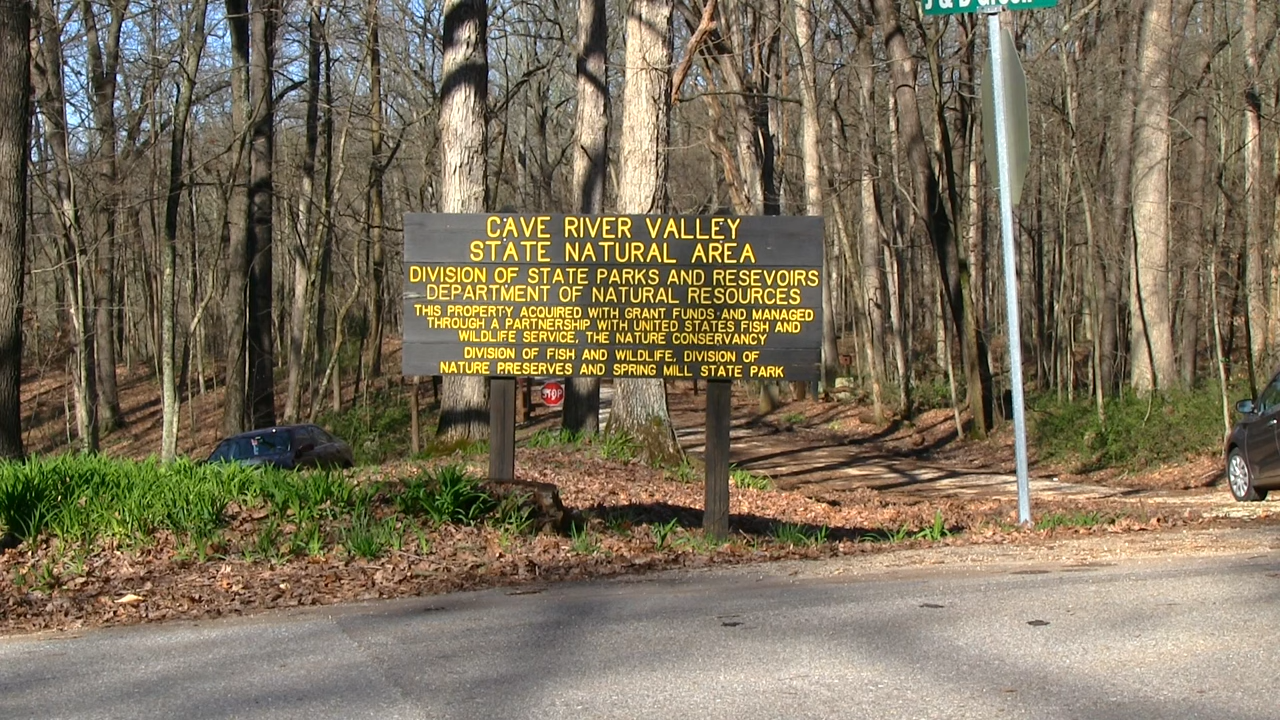 J & D Green
CAVE RIVER VALLEY
STATE NATURAL AREA
DIVISION OF STATE PARKS AND RESEVOIRS
DEPARTMENT OF NATURAL RESOURCES
THIS PROPERTY ACQUIRED WITH GRANT FUNDS AND MANAGED
THROUGH A PARTNERSHIP WITH UNITED STATES FISH AND
WILDLIFE SERVICE, THE NATURE CONSERVANCY
DIVISION OF FISH AND WILDLIFE, DIVISION OF
NATURE PRESERVES AND SPRING MILL STATE PARK
STOP